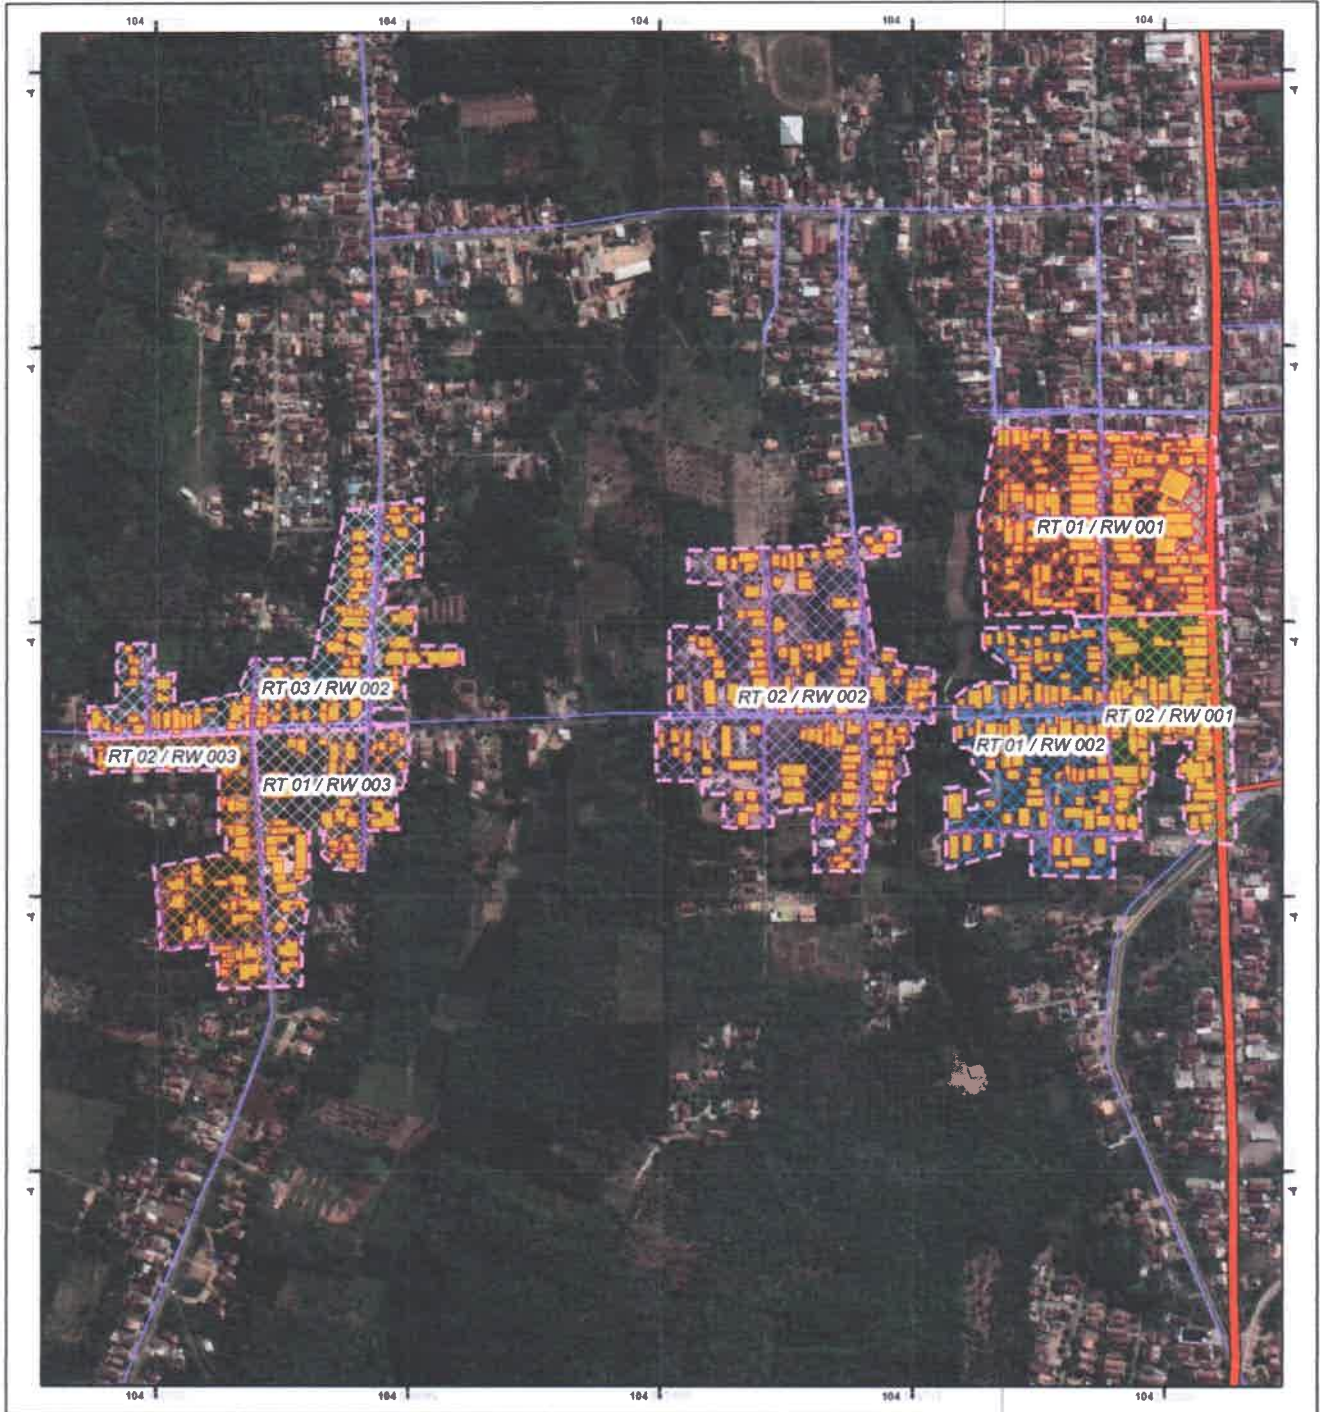 104 104 104 104 104
RT 01 / RW 001
RT 03 / RW 002
RT 02 / RW 002
RT 02 / RW 001
RT 01 / RW 002
RT 02 / RW 003
RT 01 / RW 003
104 104 104 104 104